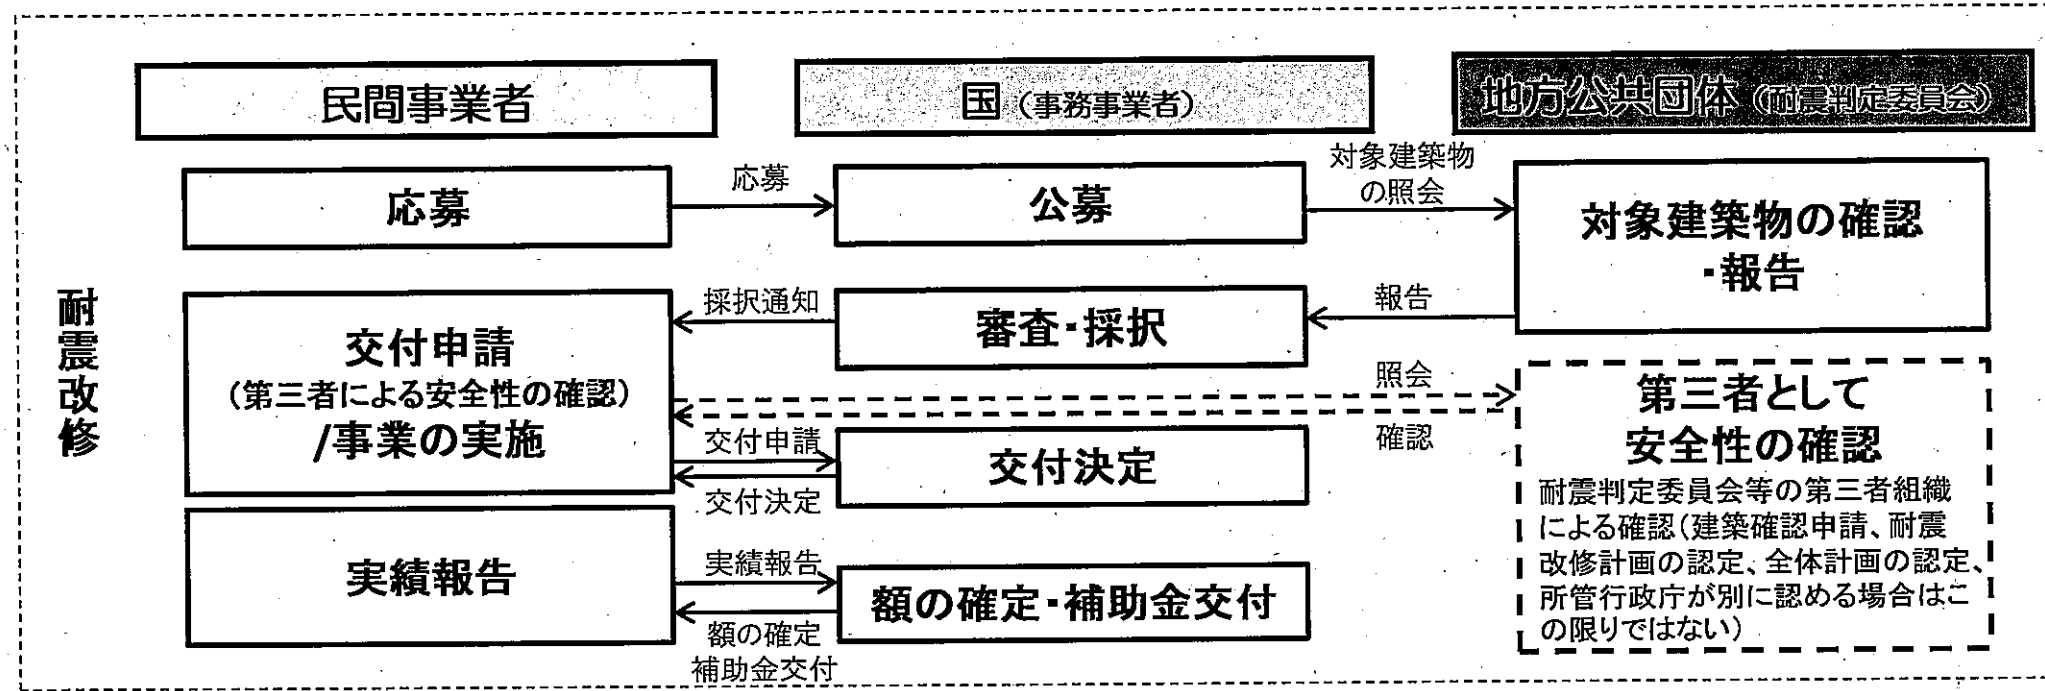 民間事業者
国（事務事業者）
地方公共団体（耐震判定委員会）
耐震改修
応募
応募
公募
対象建築物
の照会
対象建築物の確認
・報告
交付申請
（第三者による安全性の確認）
/事業の実施
採択通知
審査・採択
報告
照会
確認
第三者として
安全性の確認
耐震判定委員会等の第三者組織
による確認（建築確認申請、耐震
改修計画の認定、全体計画の認定、
所管行政庁が別に認める場合はこ
の限りではない）
交付申請
交付決定
交付決定
実績報告
実績報告
額の確定
補助金交付
額の確定・補助金交付